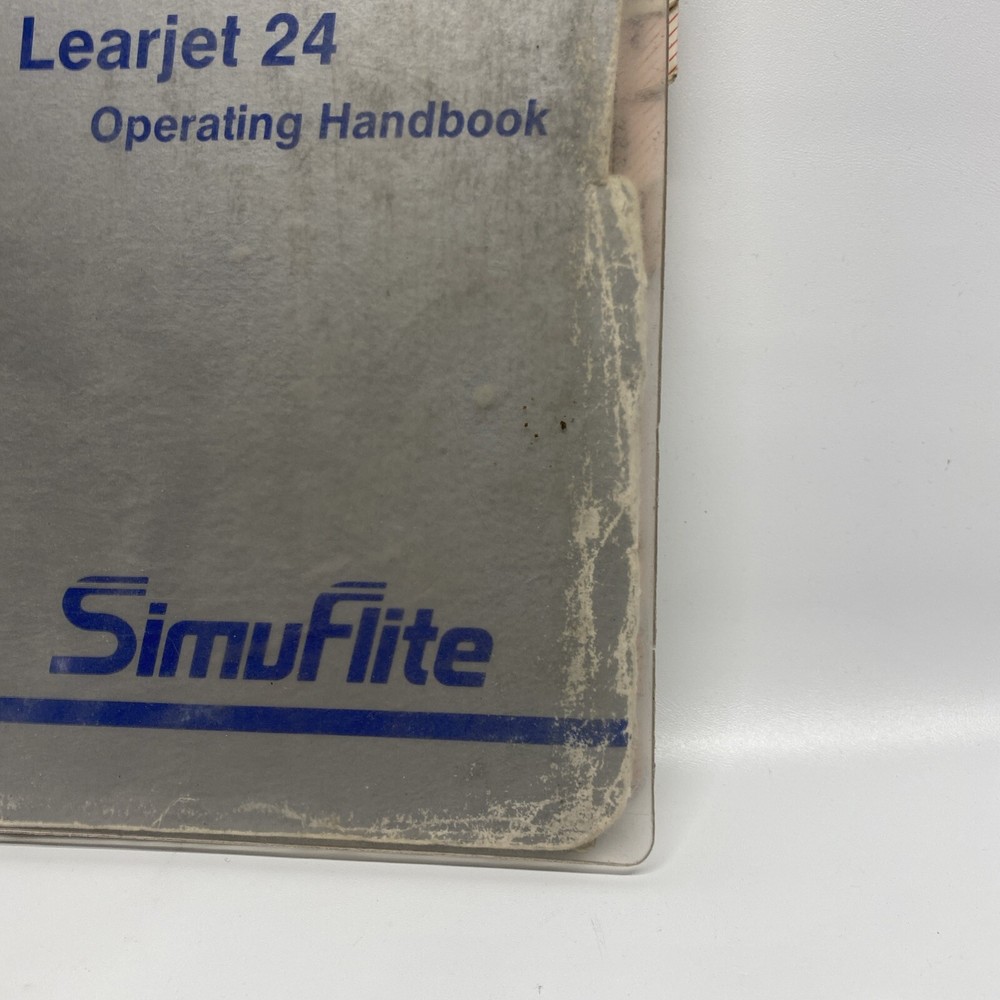 Learjet 24
Operating Handbook
SimuFlite